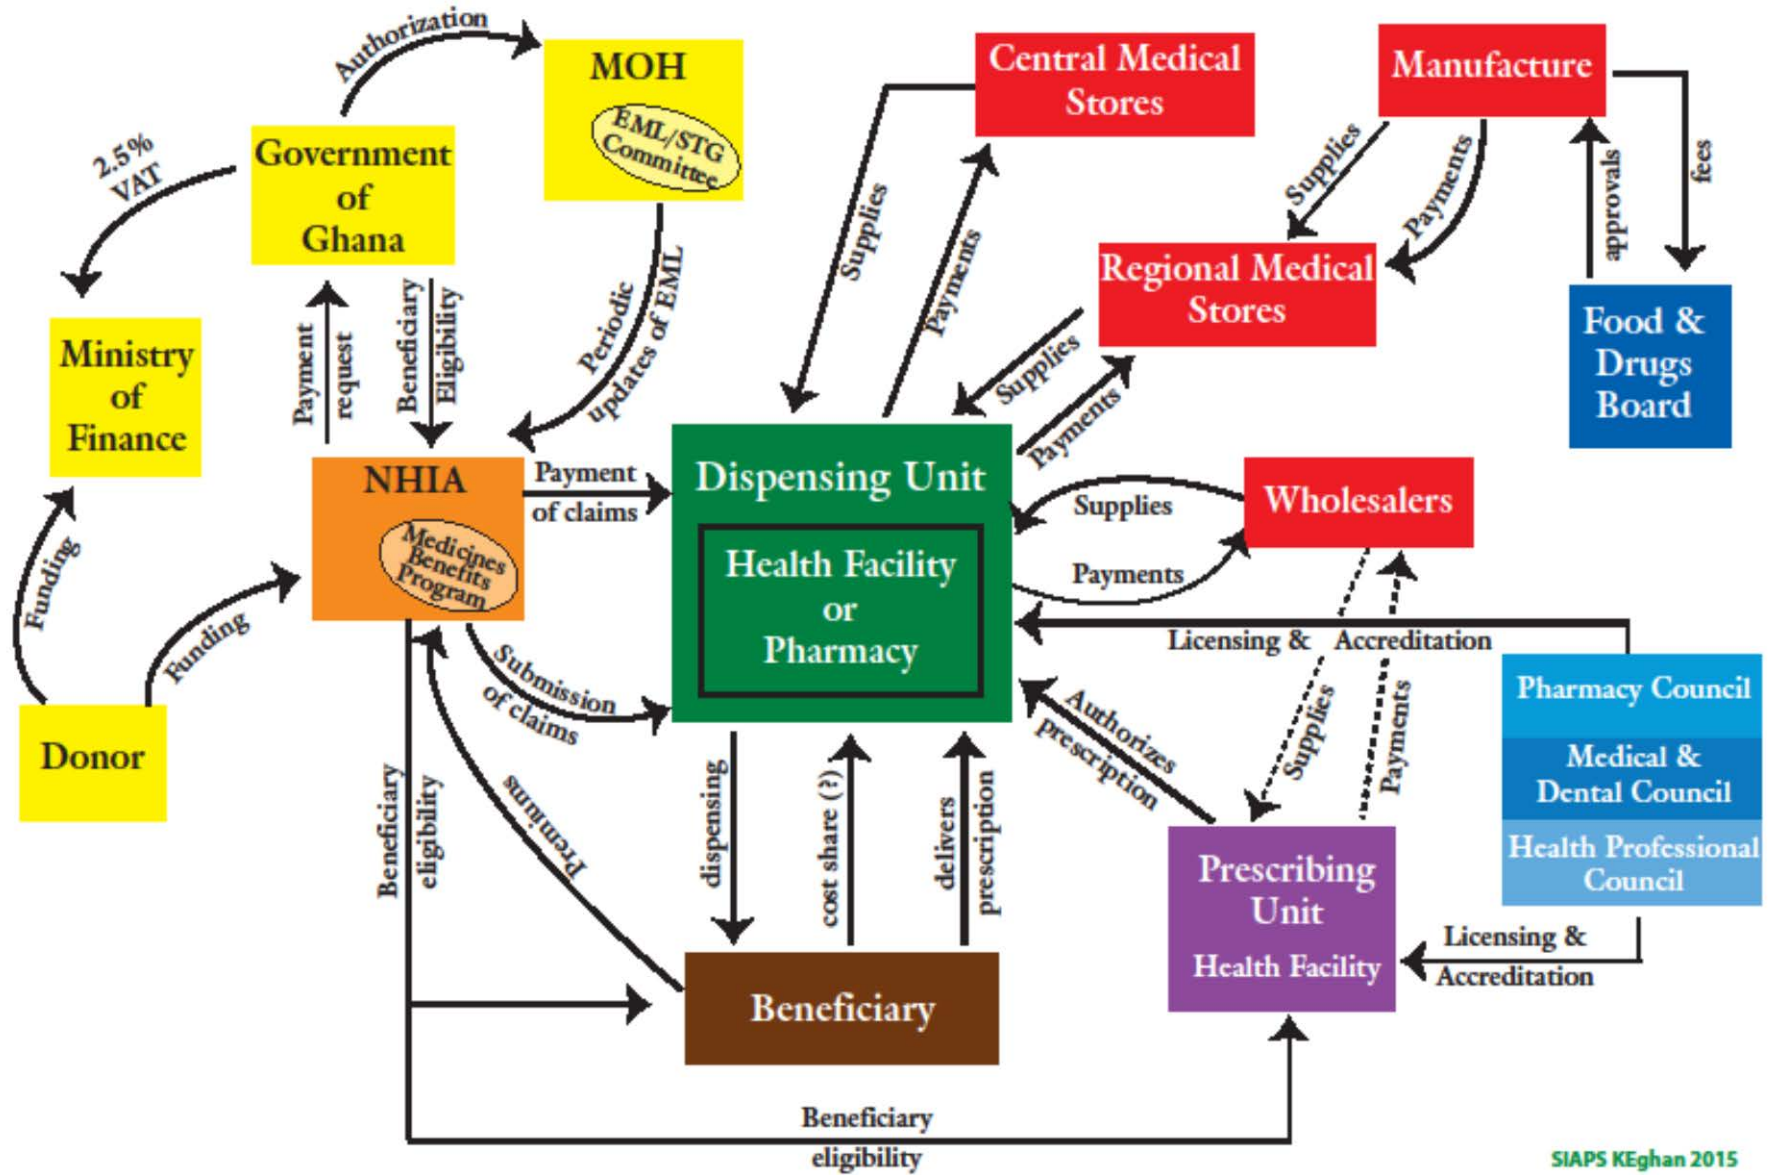 Authorization
MOH
EML/STG
Committee
2.5%
VAT
Government
of
Ghana
Central Medical
Stores
Manufacture
Supplies
Payments
approvals
fees
Supplies
Payments
Regional Medical
Stores
Food &
Drugs
Board
Ministry
of
Finance
Payment
request
Beneficiary
Eligibility
Periodic
updates of EML
Supplies
Payments
NHIA
Medicines
Benefits
Program
Payment
of claims
Dispensing Unit
Health Facility
or
Pharmacy
Supplies
Wholesalers
Payments
Funding
Funding
Donor
Submission
of claims
Licensing & Accreditation
Pharmacy Council
Medical &
Dental Council
Health Professional
Council
Authorizes
prescription
Supplies
Payments
Beneficiary
eligibility
Premiums
dispensing
cost share (?)
delivers
prescription
Prescribing
Unit
Health Facility
Licensing &
Accreditation
Beneficiary
Beneficiary
eligibility
SIAPS KEghan 2015